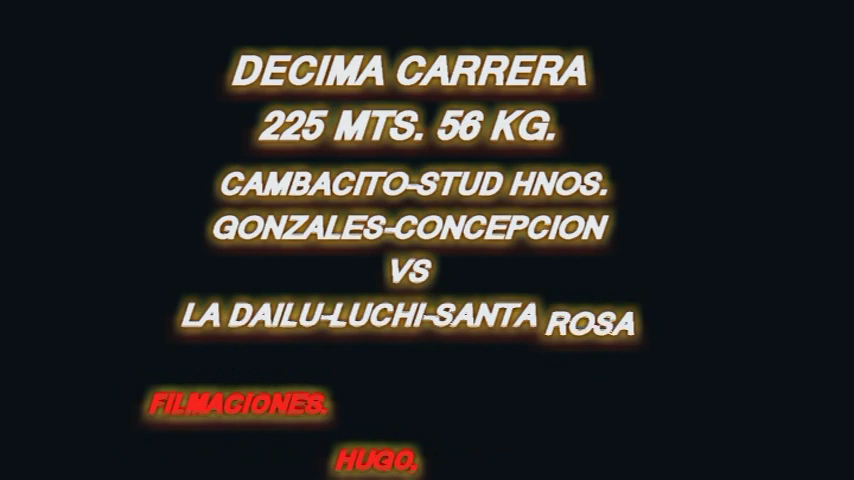 DECIMA CARRERA
225 MTS. 56 KG.
CAMBACITO-STUD HNOS.
GONZALES-CONCEPCION
VS
LA DAILU-LUCHI-SANTA ROSA
FILMACIONES.
HUGO,